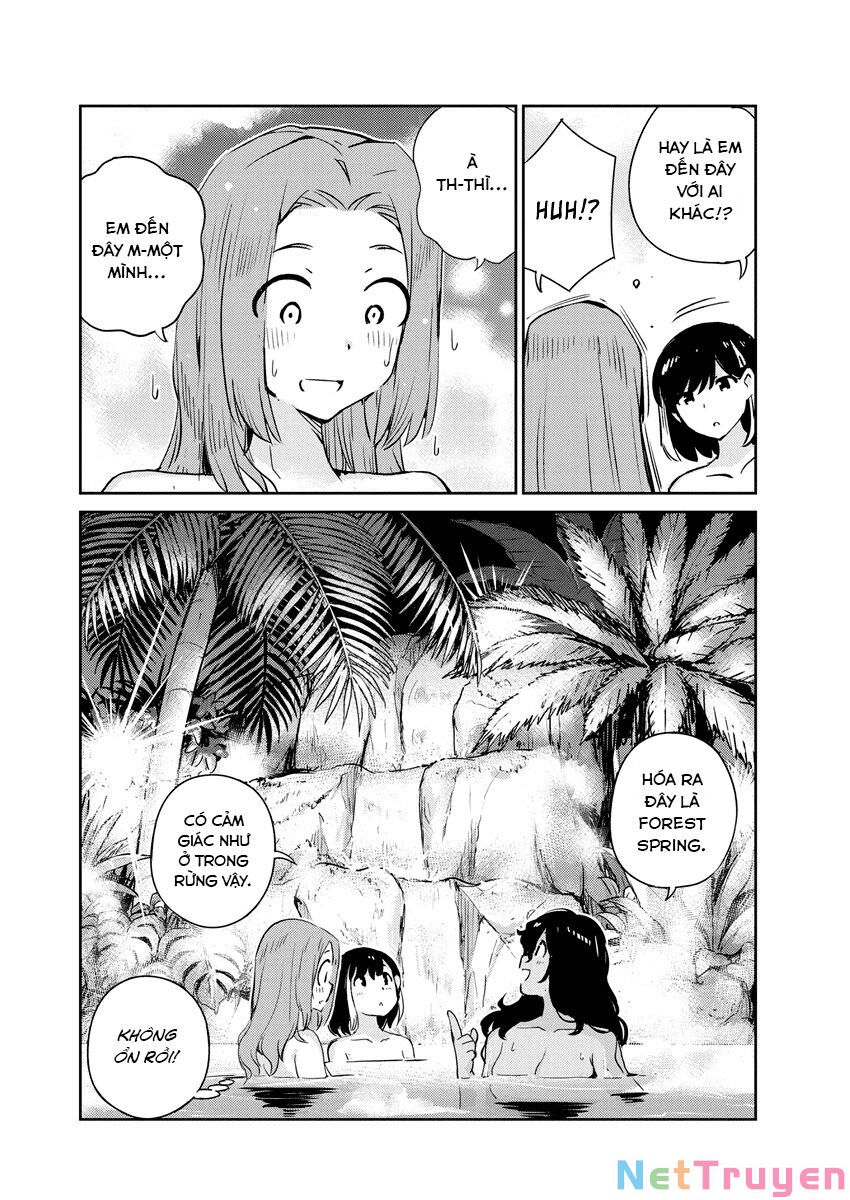 HAY LÀ EM
ĐẾN ĐÂY
VỚI AI
KHÁC!?
HUH!?
À
TH-THÌ...
EM ĐẾN
ĐÂY M-MỘT
MÌNH...
HÓA RA
ĐÂY LÀ
FOREST
SPRING.
CÓ CẢM
GIÁC NHƯ
Ở TRONG
RỪNG VẬY.
KHÔNG
ỔN RỒI!
NetTruyen